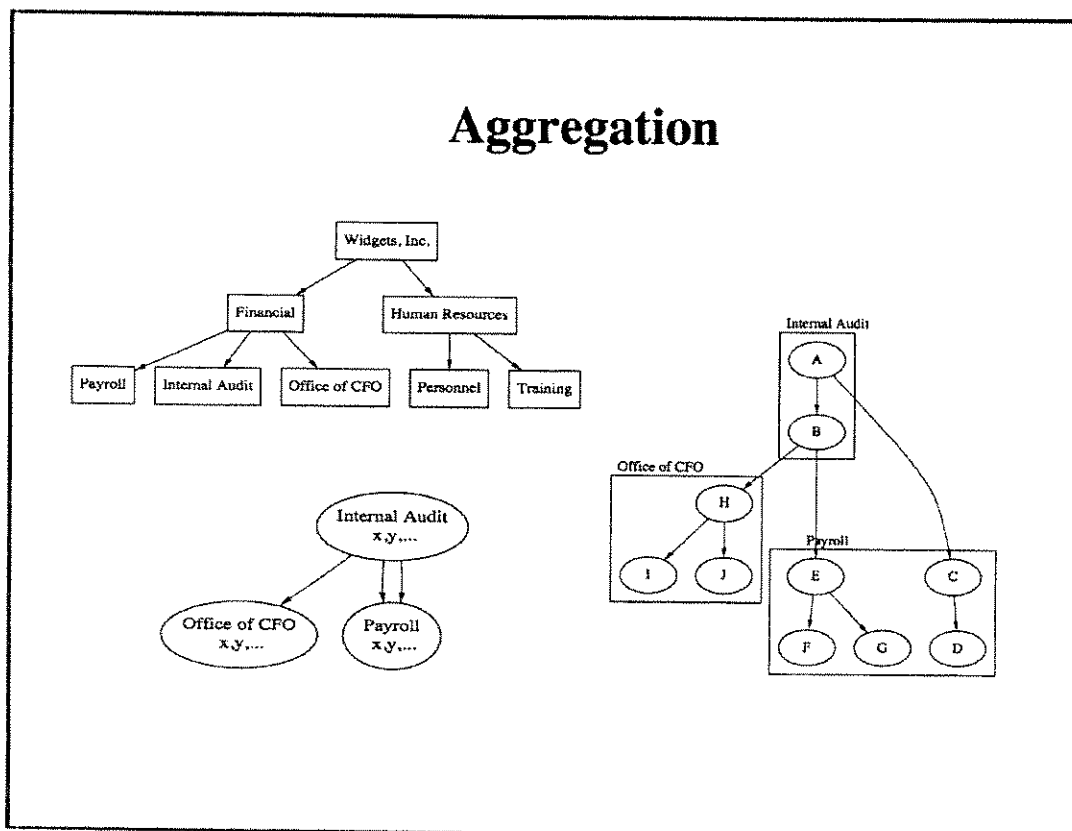 Aggregation
Widgets, Inc.
Financial
Human Resources
Payroll
Internal Audit
Office of CFO
Personnel
Training
Internal Audit
x,y,...
Office of CFO
x,y,...
Payroll
x,y,...
Internal Audit
A
B
Office of CFO
H
I
J
Payroll
E
C
F
G
D